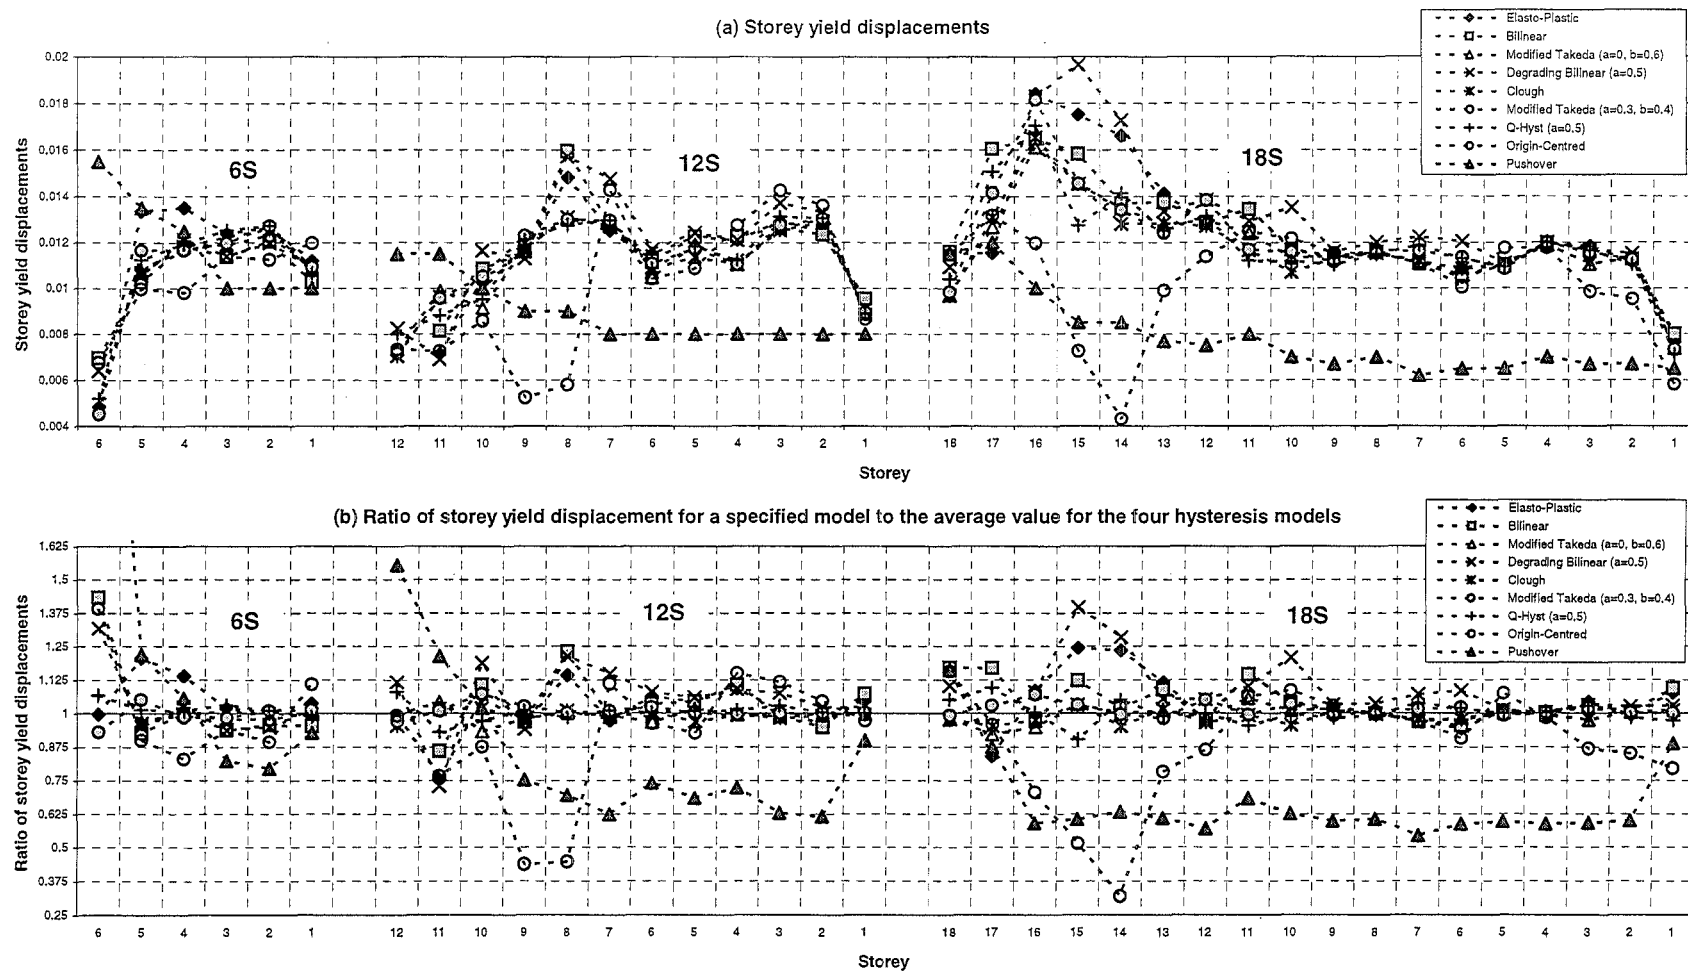 (a) Storey yield displacements
Elasto-Plastic
Bilinear
Modified Takeda (a=0, b=0.6)
Degrading Bilinear (a=0.5)
Clough
Modified Takeda (a=0.3, b=0.4)
Q-Hyst (a=0.5)
Origin-Centred
Pushover
Storey yield displacements
0.02
0.018
0.016
0.014
0.012
0.01
0.008
0.006
0.004
6S
12S
18S
6 5 4 3 2 1 12 11 10 9 8 7 6 5 4 3 2 1 18 17 16 15 14 13 12 11 10 9 8 7 6 5 4 3 2 1
Storey
(b) Ratio of storey yield displacement for a specified model to the average value for the four hysteresis models
Elasto-Plastic
Bilinear
Modified Takeda (a=0, b=0.6)
Degrading Bilinear (a=0.5)
Clough
Modified Takeda (a=0.3, b=0.4)
Q-Hyst (a=0.5)
Origin-Centred
Pushover
Ratio of storey yield displacements
1.625
1.5
1.375
1.25
1.125
1
0.875
0.75
0.625
0.5
0.375
0.25
6S
12S
18S
6 5 4 3 2 1 12 11 10 9 8 7 6 5 4 3 2 1 18 17 16 15 14 13 12 11 10 9 8 7 6 5 4 3 2 1
Storey